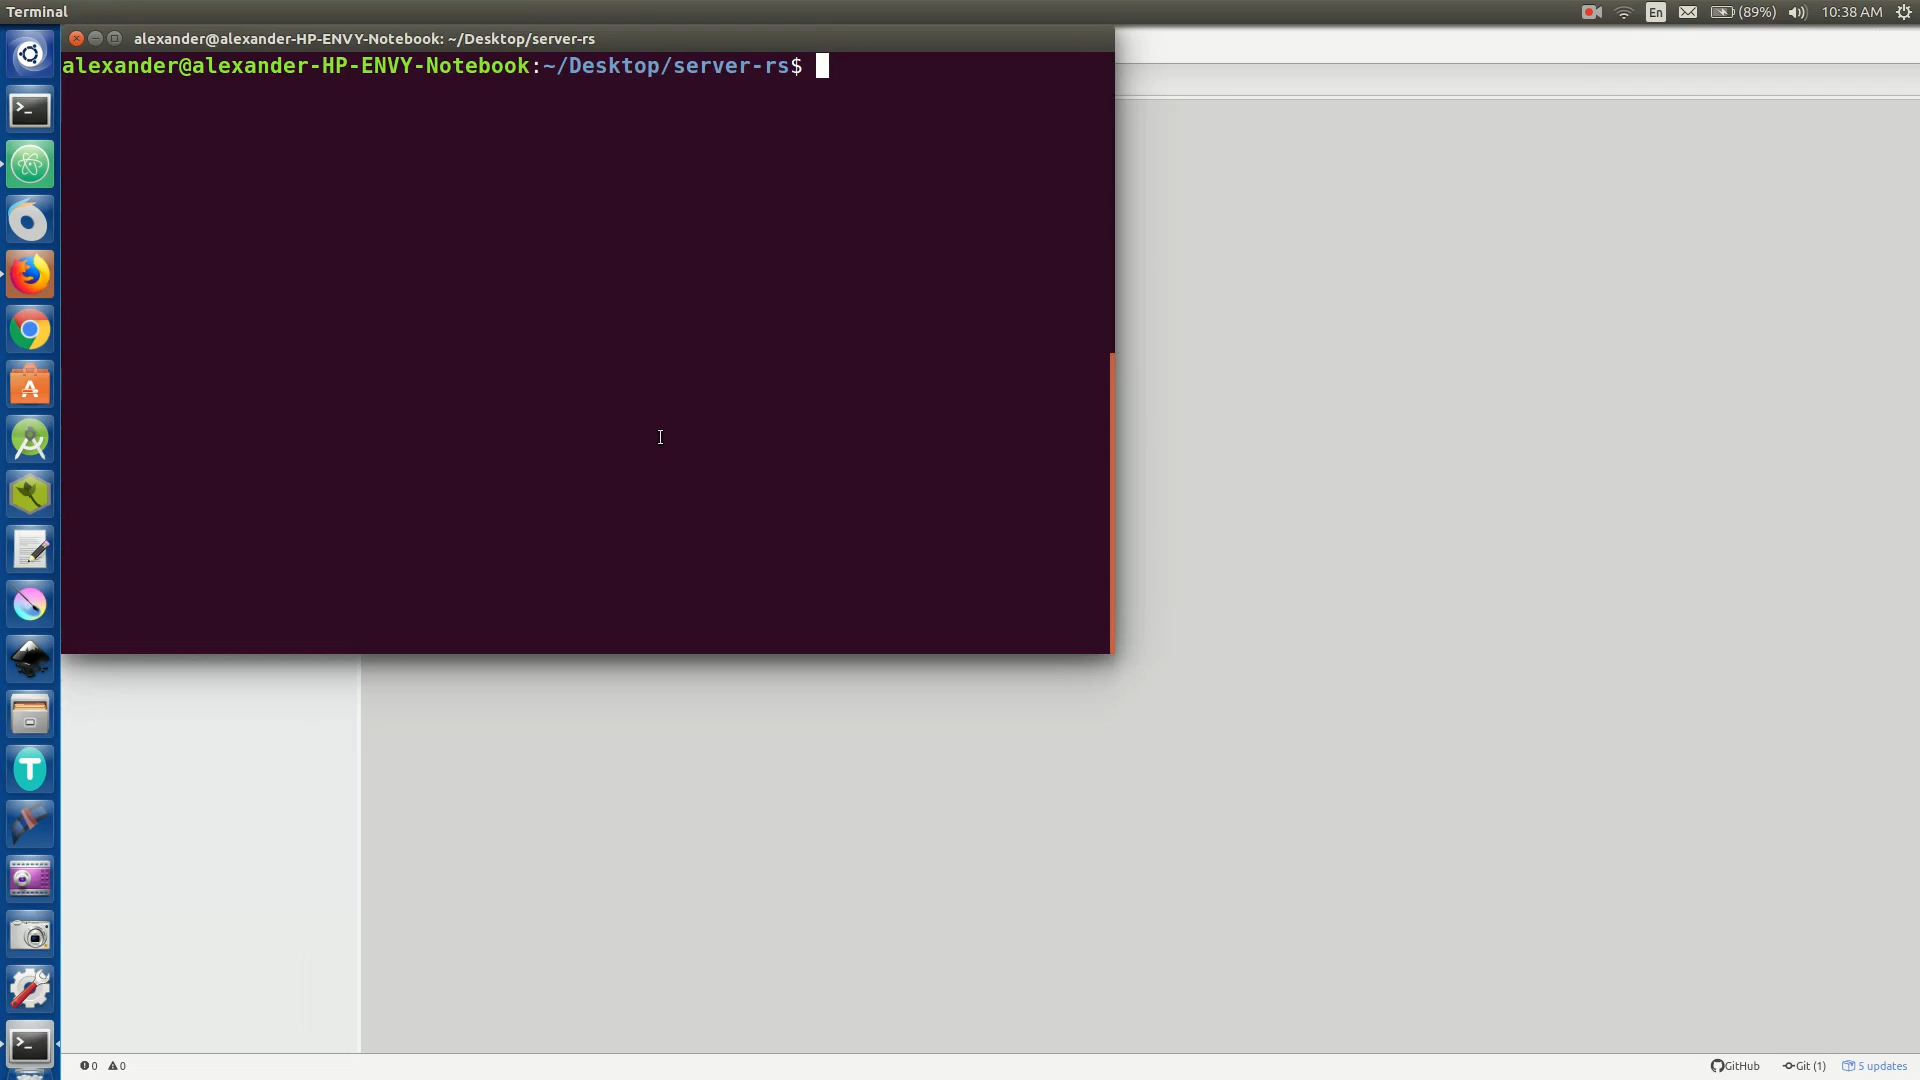 Terminal
En
(89%)
10:38 AM
alexander@alexander-HP-ENVY-Notebook: ~/Desktop/server-rs
alexander@alexander-HP-ENVY-Notebook:~/Desktop/server-rs$
0
0
GitHub
Git (1)
5 updates